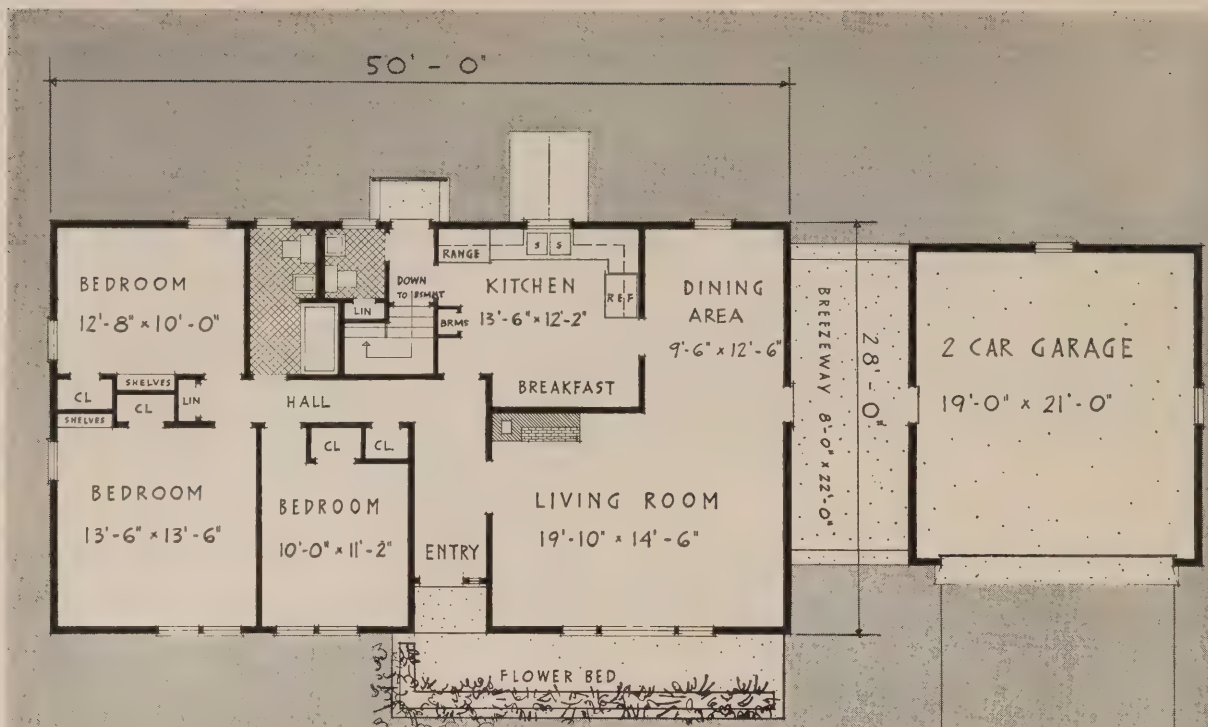 50' - 0"
BEDROOM
12'-8" x 10'-0"
RANGE
S S
KITCHEN
13'-6" x 12'-2"
REF
DOWN
TO BSMNT
LIN
BRMS
BREAKFAST
DINING
AREA
9'-6" x 12'-6"
BREEZEWAY 8'-0" x 22'-0"
28'-0"
2 CAR GARAGE
19'-0" x 21'-0"
CL
SHELVES
CL
LIN
SHELVES
HALL
CL
CL
BEDROOM
13'-6" x 13'-6"
BEDROOM
10'-0" x 11'-2"
ENTRY
LIVING ROOM
19'-10" x 14'-6"
FLOWER BED